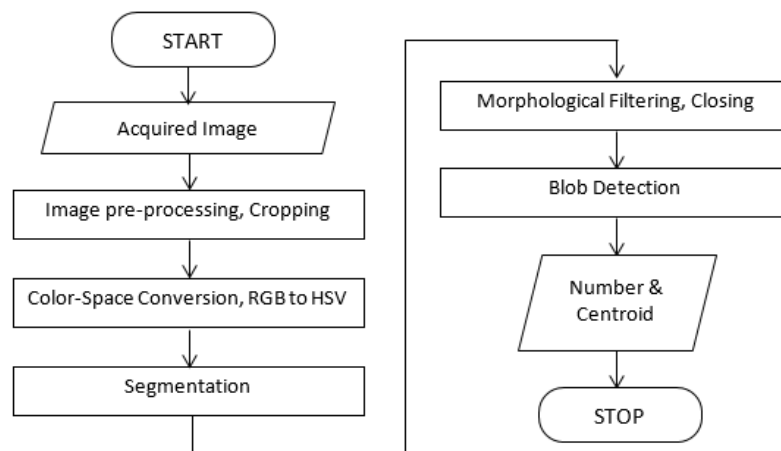 START
Acquired Image
Image pre-processing, Cropping
Color-Space Conversion, RGB to HSV
Segmentation
Morphological Filtering, Closing
Blob Detection
Number &
Centroid
STOP